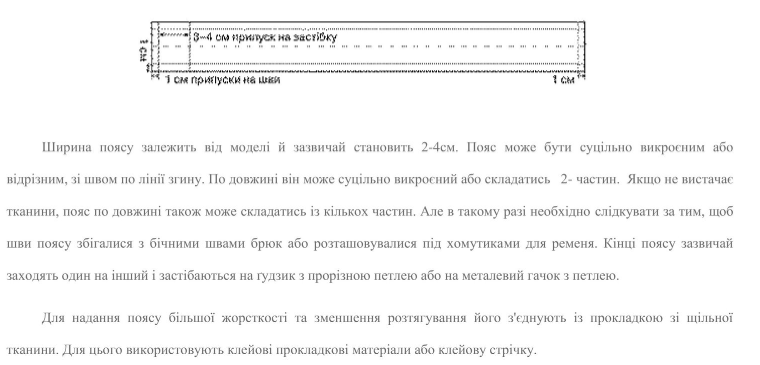 3–4 см припуск на застібку
1 см
1 см припуски на шви 1 см
Ширина поясу залежить від моделі й зазвичай становить 2-4см. Пояс може бути суцільно викроєним або
відрізним, зі швом по лінії згину. По довжині він може суцільно викроєний або складатись 2- частин. Якщо не вистачає
тканини, пояс по довжині також може складатись із кількох частин. Але в такому разі необхідно слідкувати за тим, щоб
шви поясу збігалися з бічними швами брюк або розташовувалися під хомутиками для ременя. Кінці поясу зазвичай
заходять один на інший і застібаються на ґудзик з прорізною петлею або на металевий гачок з петлею.
Для надання поясу більшої жорсткості та зменшення розтягування його з'єднують із прокладкою зі щільної
тканини. Для цього використовують клейові прокладкові матеріали або клейову стрічку.